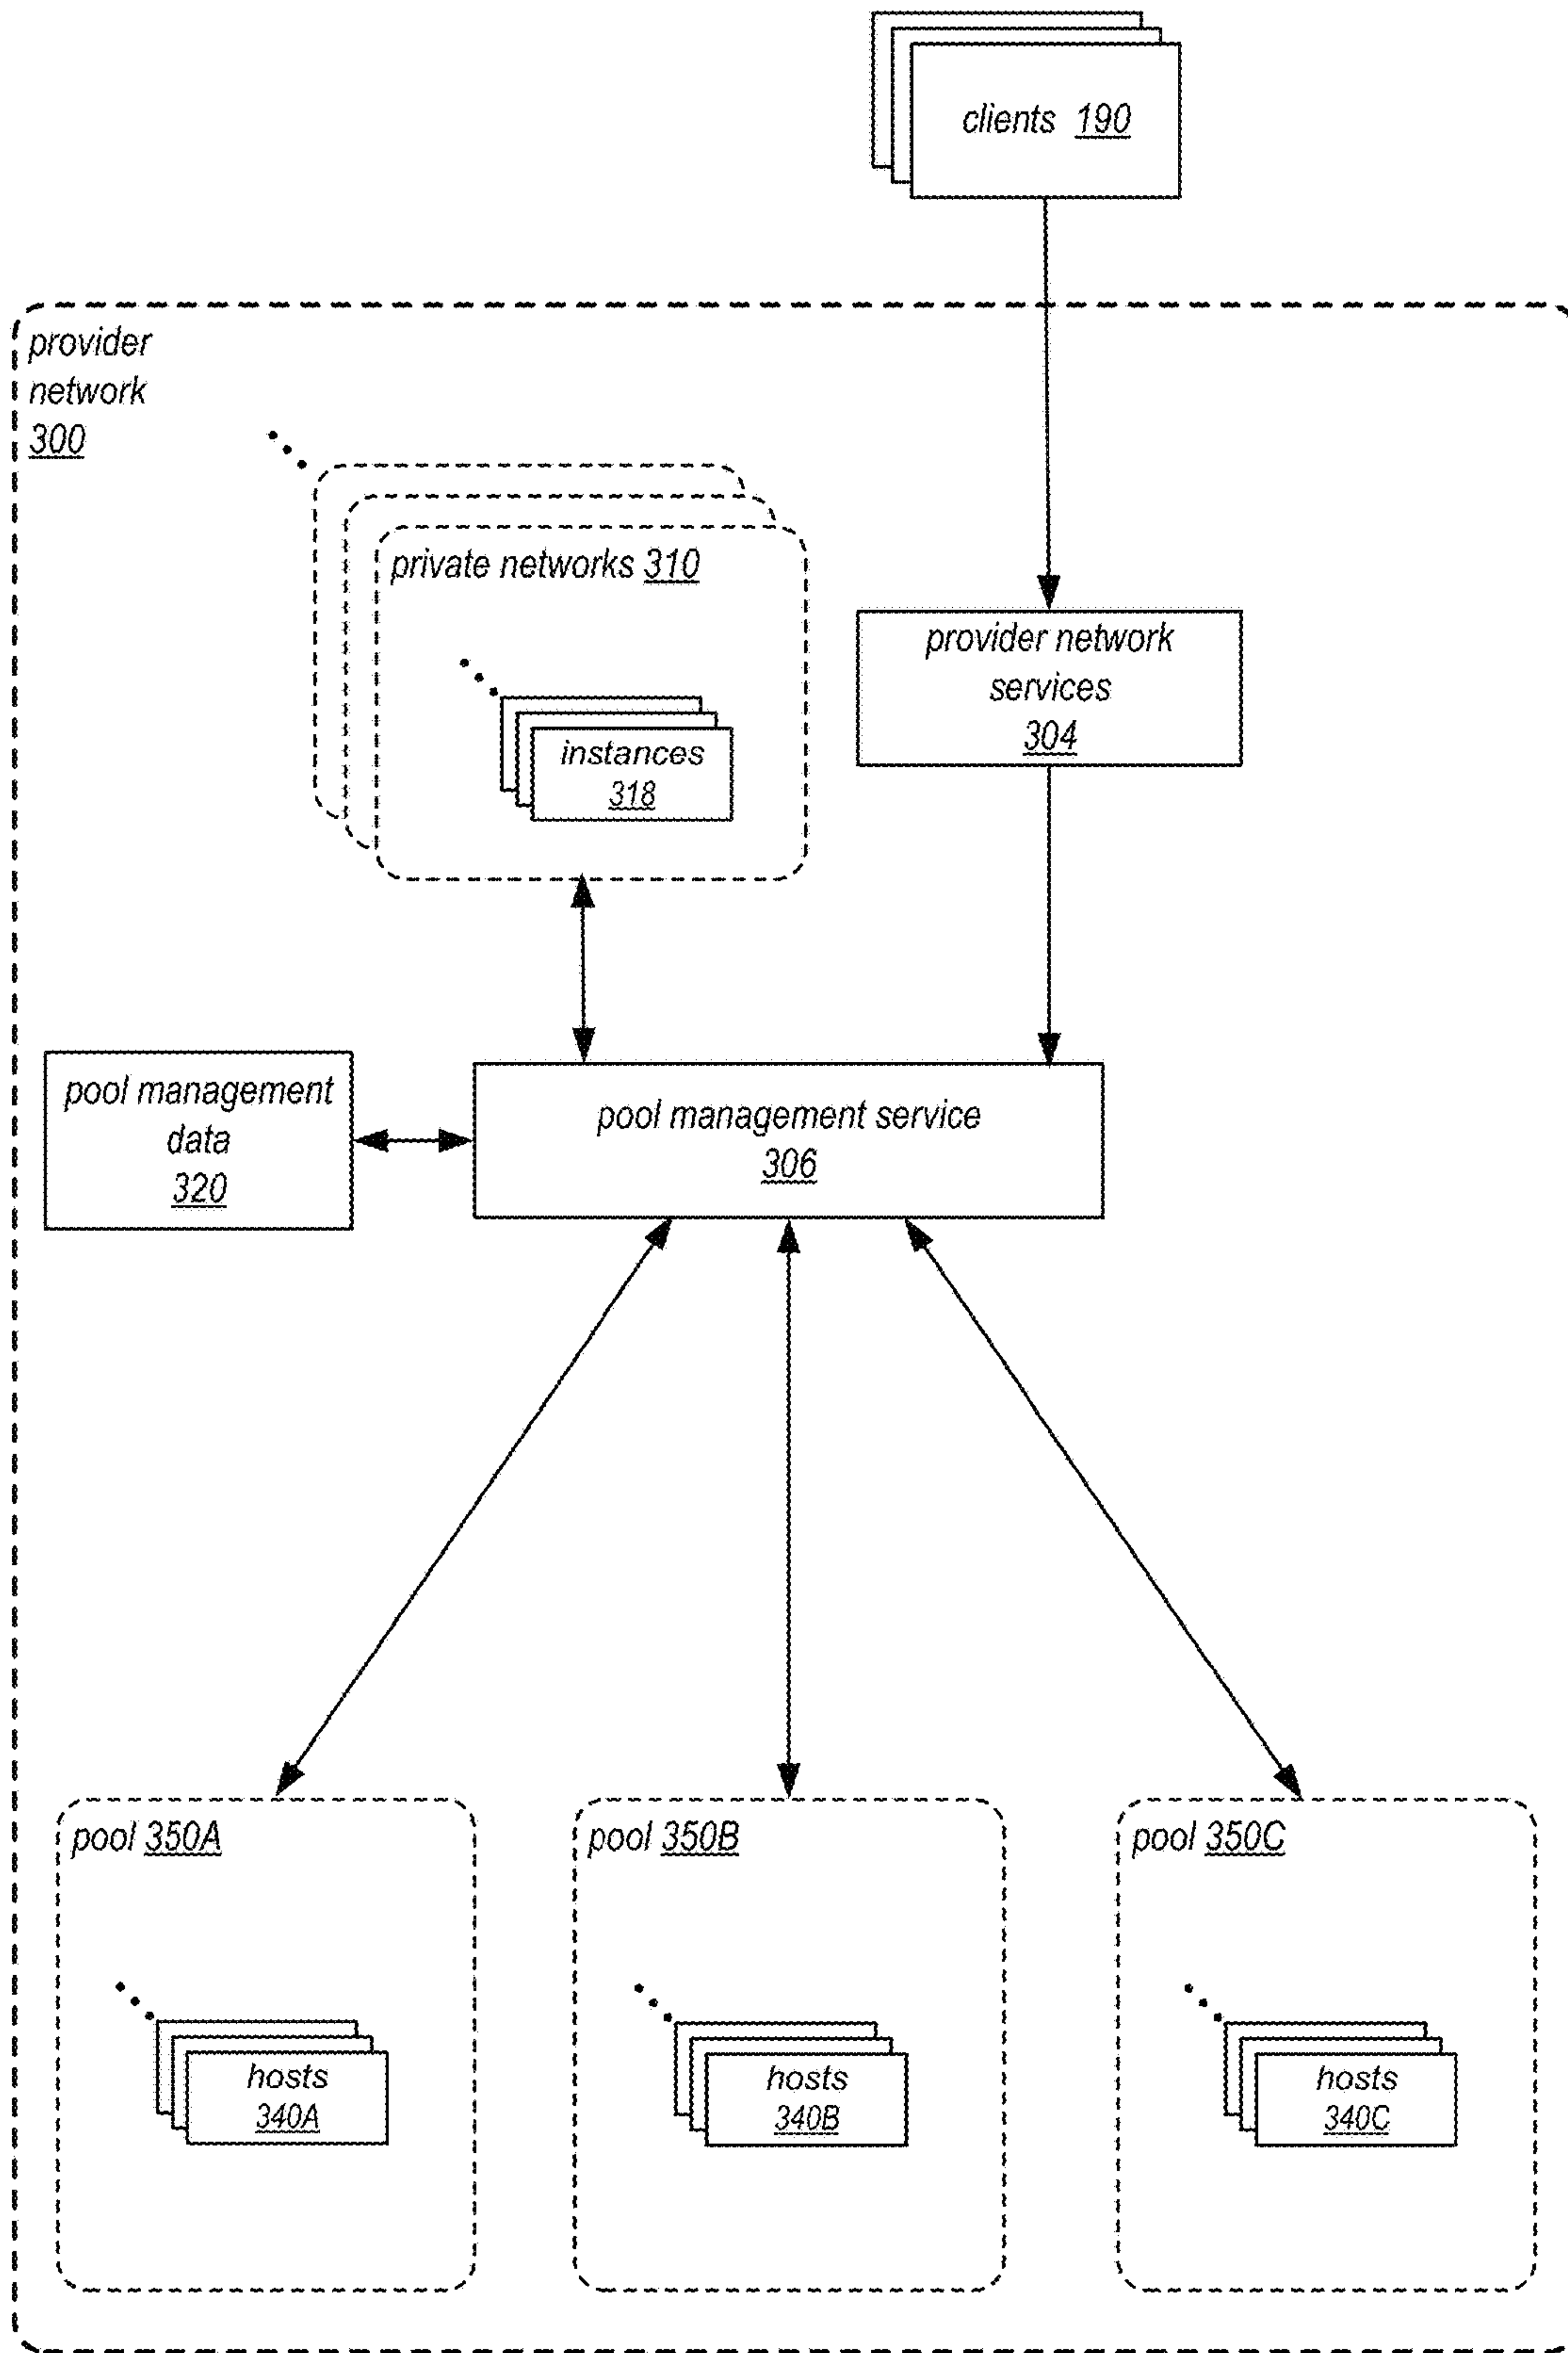 clients 190
provider
network
300
private networks 310
instances
318
provider network
services
304
pool management
data
320
pool management service
306
pool 350A
hosts
340A
pool 350B
hosts
340B
pool 350C
hosts
340C